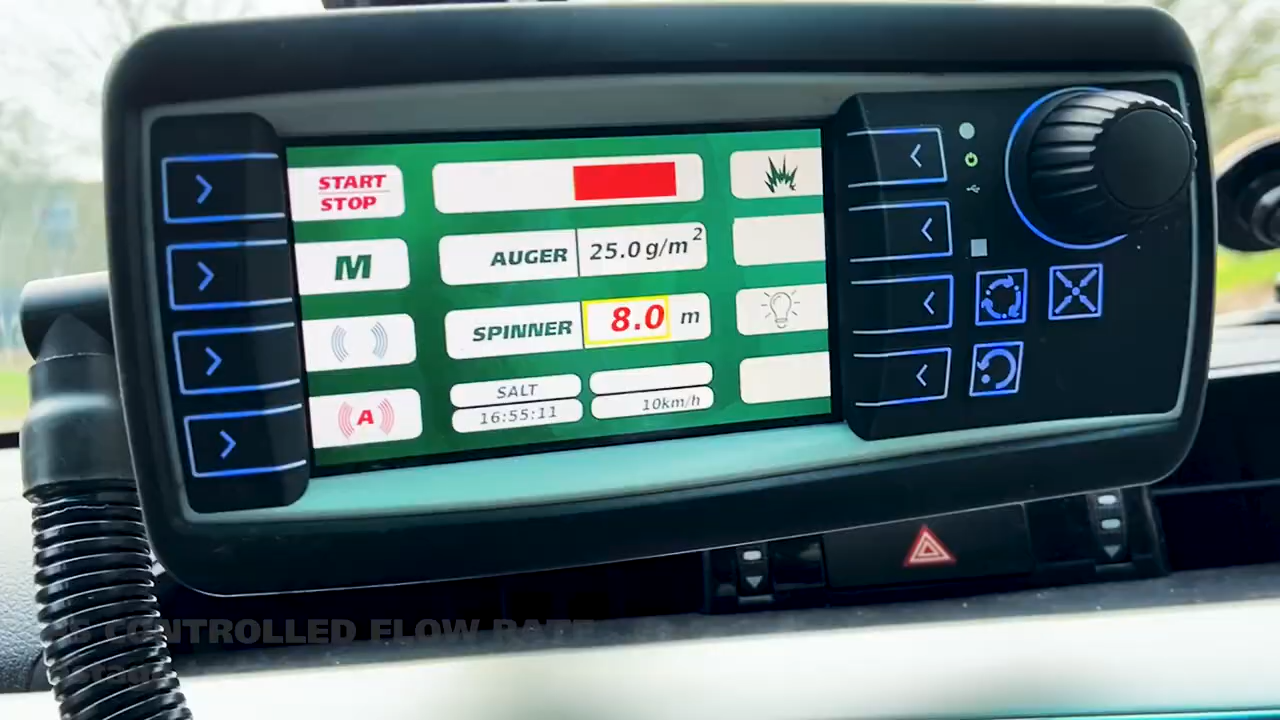 START
STOP
M
AUGER 25.0 g/m²
SPINNER 8.0 m
A
SALT
16:55:11
10km/h
CONTROLLED FLOW RATE